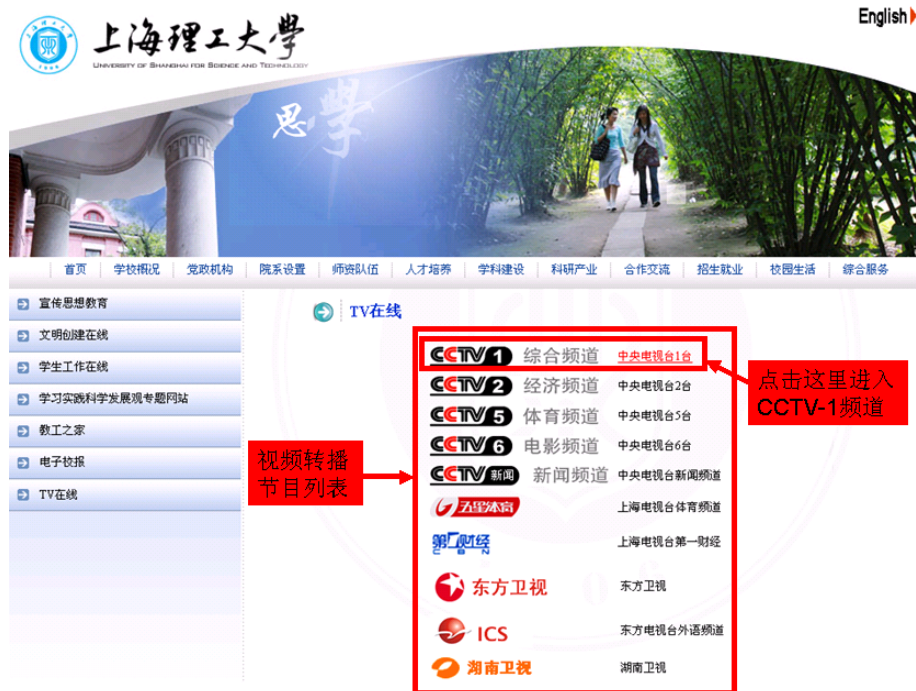 English
上海理工大學
UNIVERSITY OF SHANGHAI FOR SCIENCE AND TECHNOLOGY
思學
首页 学校概况 党政机构 院系设置 师资队伍 人才培养 学科建设 科研产业 合作交流 招生就业 校园生活 综合服务
宣传思想教育
文明创建在线
学生工作在线
学习实践科学发展观专题网站
教工之家
电子校报
TV在线
TV在线
CCTV 1 综合频道 中央电视台1台
CCTV 2 经济频道 中央电视台2台
CCTV 5 体育频道 中央电视台5台
CCTV 6 电影频道 中央电视台6台
CCTV 新闻 新闻频道 中央电视台新闻频道
五星体育 上海电视台体育频道
第一财经 上海电视台第一财经
CBN
东方卫视 东方卫视
ICS 东方电视台外语频道
湖南卫视 湖南卫视
点击这里进入
CCTV-1频道
视频转播
节目列表